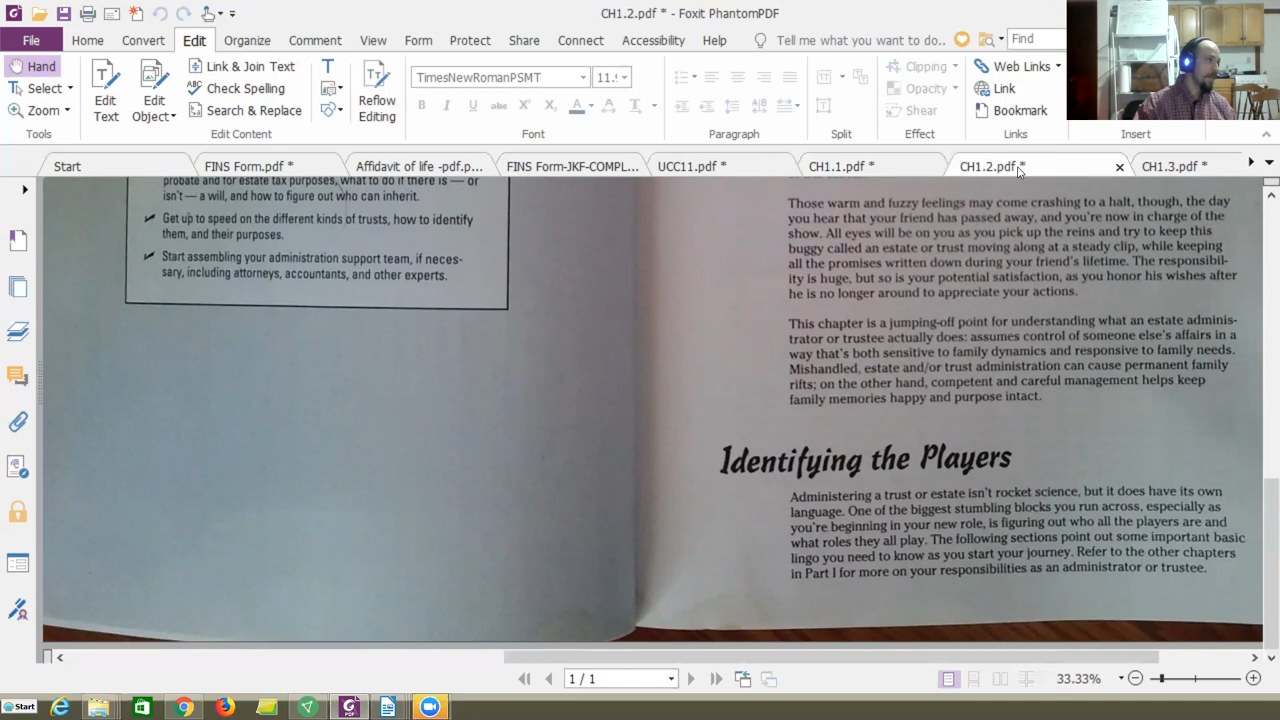 CH1.2.pdf * - Foxit PhantomPDF
File Home Convert Edit Organize Comment View Form Protect Share Connect Accessibility Help Tell me what you want to do.. Find
Hand
Select
Zoom
Tools
Edit Text
Edit Object
Link & Join Text
Check Spelling
Search & Replace
Edit Content
Reflow Editing
TimesNewRomanPSMT 11.!
B I U abc X² X₂
Font
Paragraph
Split
Clipping
Opacity
Shear
Effect
Web Links
Link
Bookmark
Links
Insert
Start FINS Form.pdf * Affidavit of life -pdf.p... FINS Form-JKF-COMPL... UCC11.pdf * CH1.1.pdf * CH1.2.pdf * CH1.3.pdf *
probate and for estate tax purposes, what to do if there is — or
isn't — a will, and how to figure out who can inherit.
Get up to speed on the different kinds of trusts, how to identify
them, and their purposes.
Start assembling your administration support team, if neces-
sary, including attorneys, accountants, and other experts.
Those warm and fuzzy feelings may come crashing to a halt, though, the day
you hear that your friend has passed away, and you're now in charge of the
show. All eyes will be on you as you pick up the reins and try to keep this
buggy called an estate or trust moving along at a steady clip, while keeping
all the promises written down during your friend's lifetime. The responsibil-
ity is huge, but so is your potential satisfaction, as you honor his wishes after
he is no longer around to appreciate your actions.
This chapter is a jumping-off point for understanding what an estate adminis-
trator or trustee actually does: assumes control of someone else's affairs in a
way that's both sensitive to family dynamics and responsive to family needs.
Mishandled, estate and/or trust administration can cause permanent family
rifts; on the other hand, competent and careful management helps keep
family memories happy and purpose intact.
Identifying the Players
Administering a trust or estate isn't rocket science, but it does have its own
language. One of the biggest stumbling blocks you run across, especially as
you're beginning in your new role, is figuring out who all the players are and
what roles they all play. The following sections point out some important basic
lingo you need to know as you start your journey. Refer to the other chapters
in Part I for more on your responsibilities as an administrator or trustee.
1 / 1
33.33%
Start